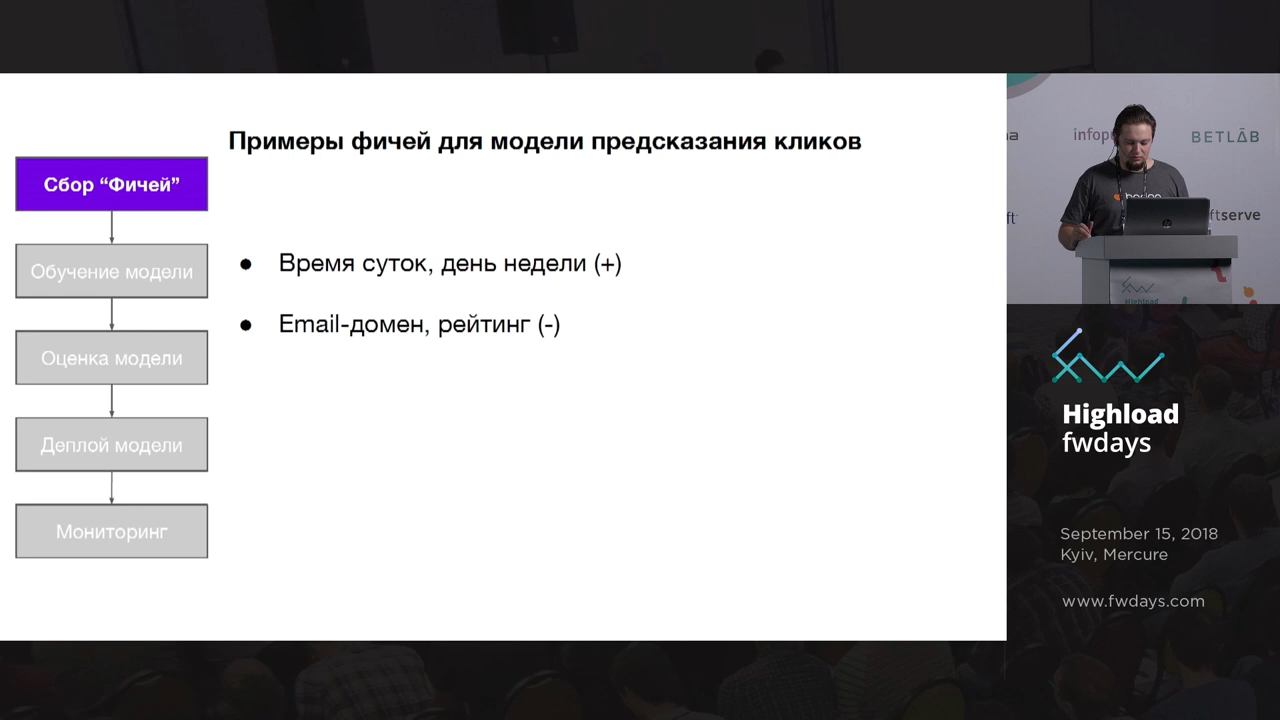 Примеры фичей для модели предсказания кликов
Сбор “Фичей”
Обучение модели
Оценка модели
Деплой модели
Мониторинг
● Время суток, день недели (+)
● Email-домен, рейтинг (-)
infop
BETLAB
ftserve
Highload
Highload
fwdays
September 15, 2018
Kyiv, Mercure
www.fwdays.com